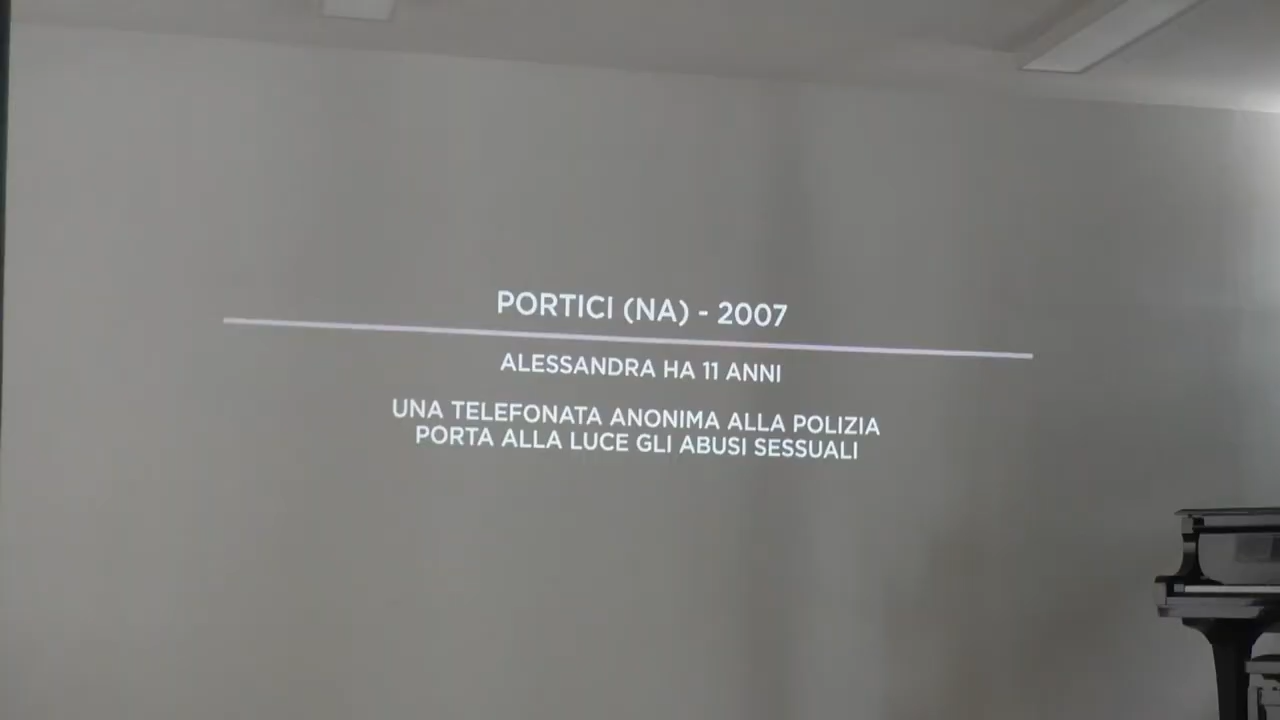 PORTICI (NA) - 2007
ALESSANDRA HA 11 ANNI
UNA TELEFONATA ANONIMA ALLA POLIZIA
PORTA ALLA LUCE GLI ABUSI SESSUALI